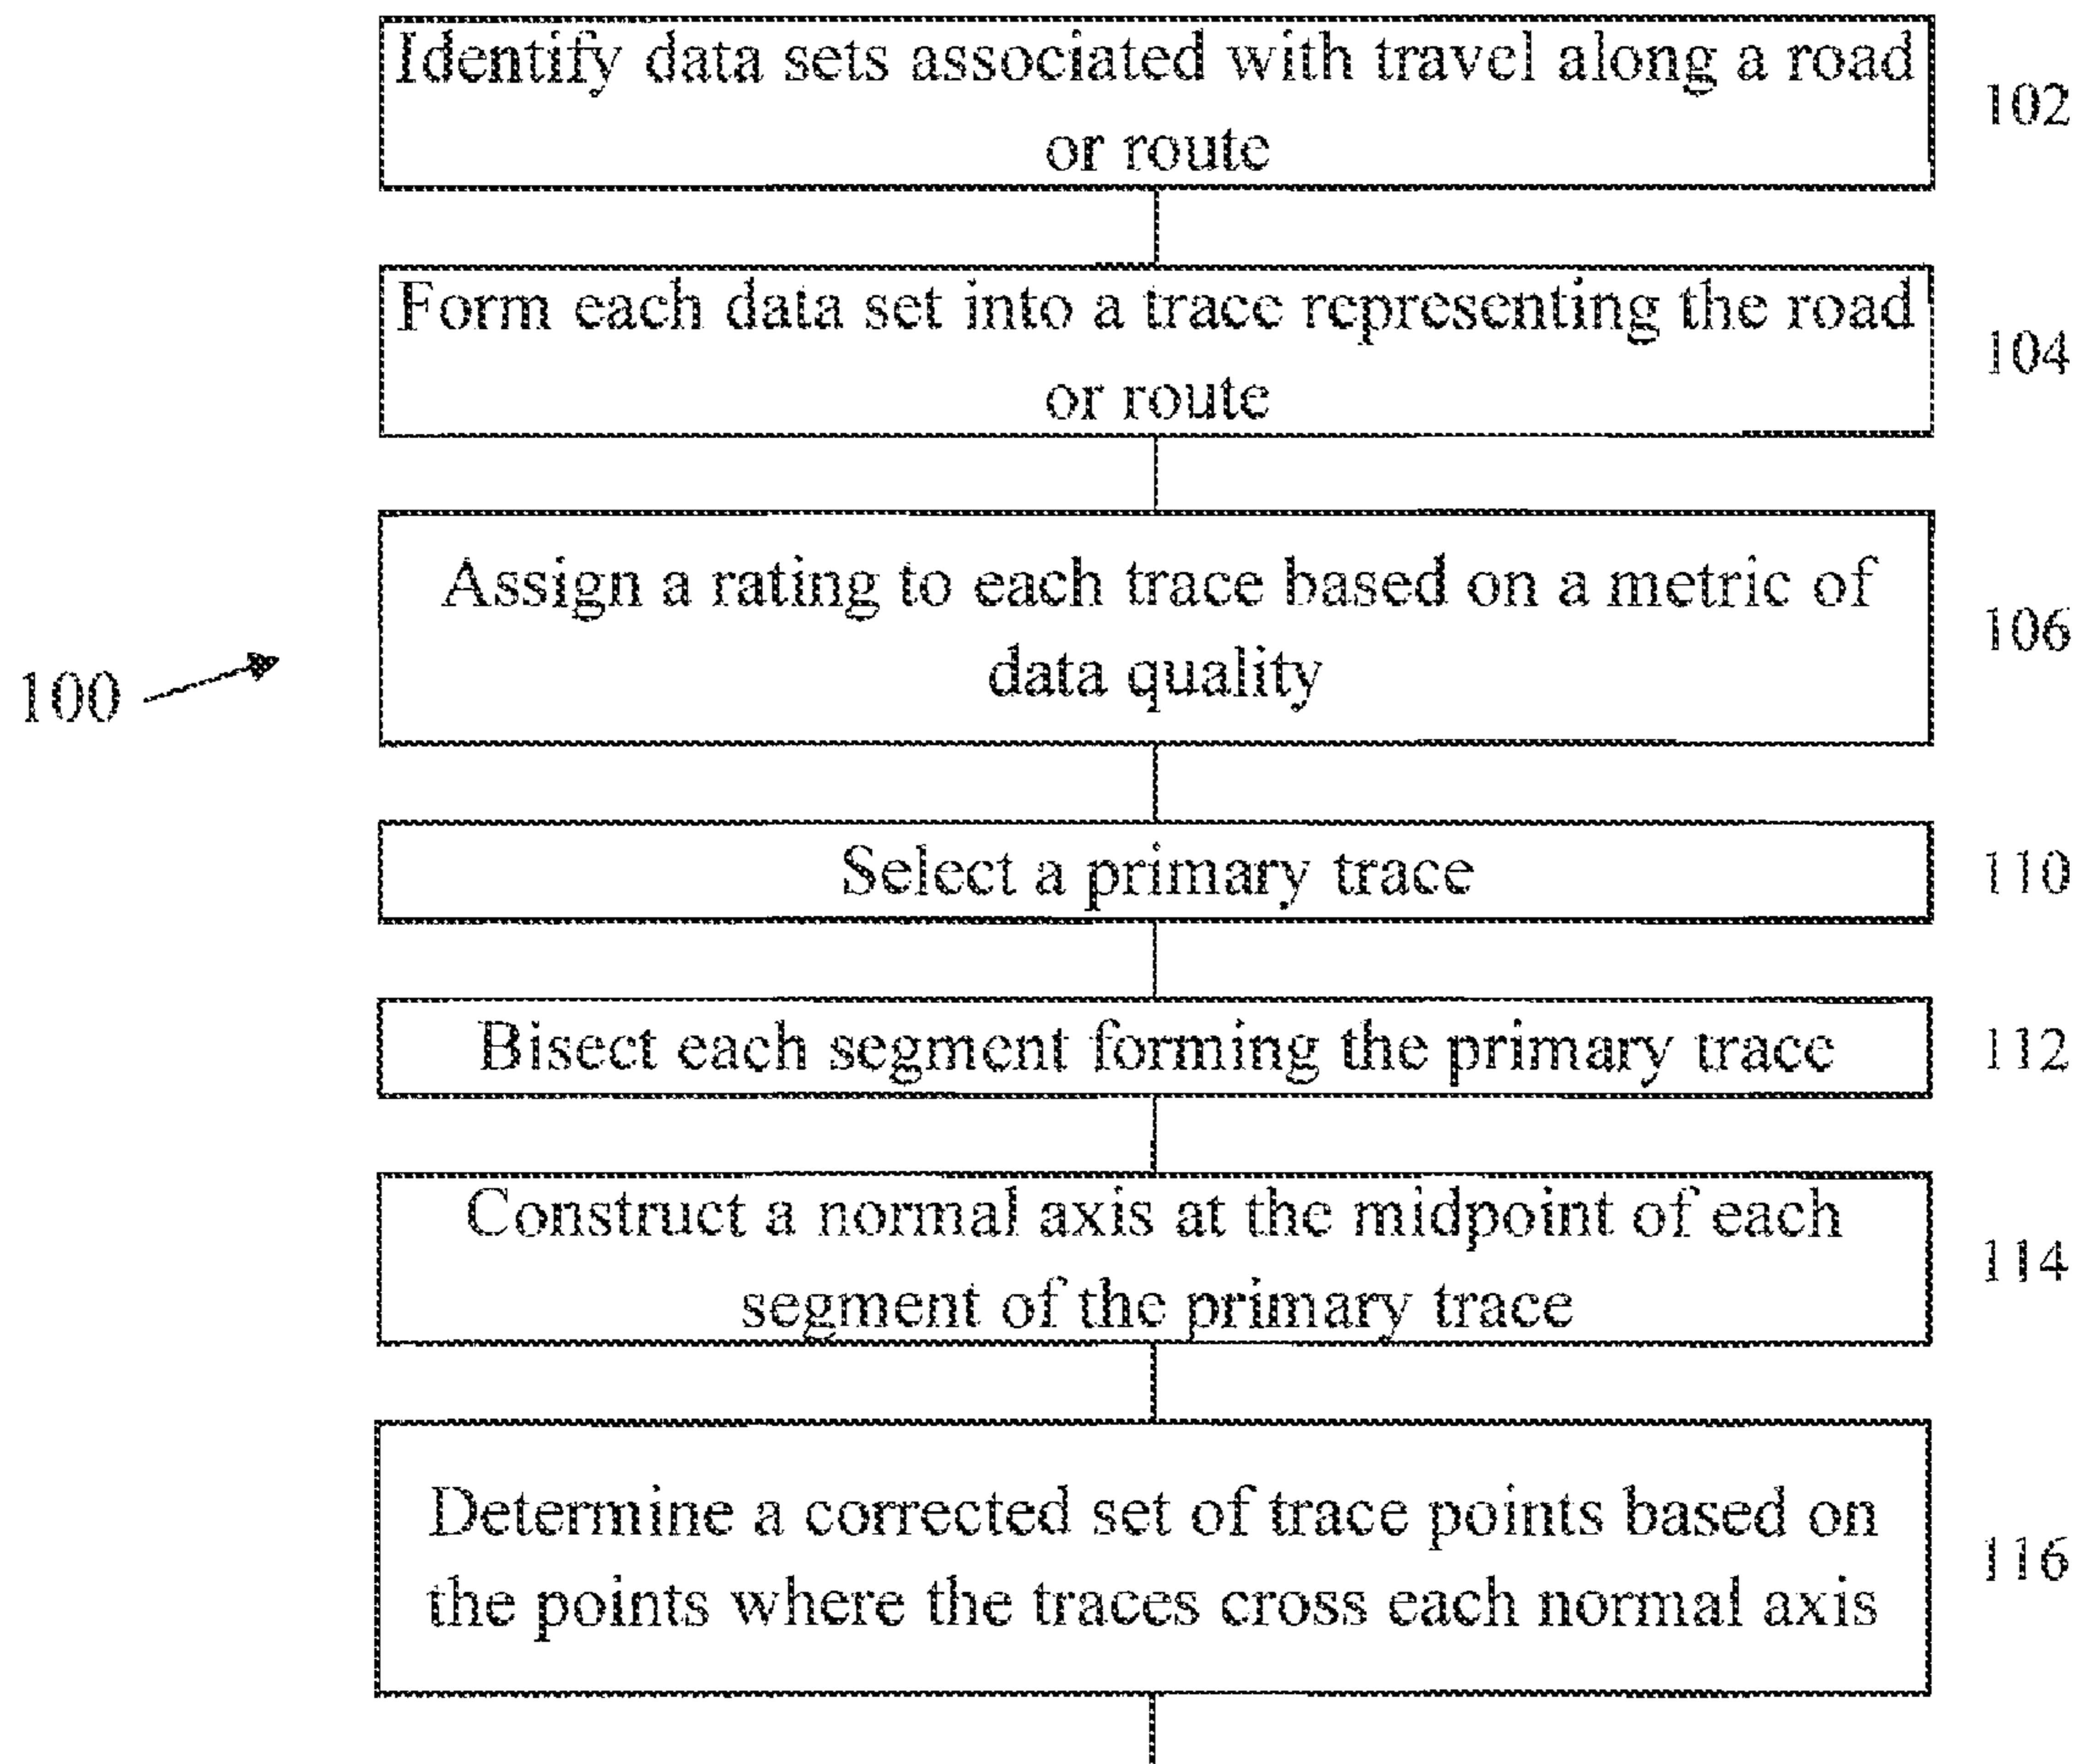 Identify data sets associated with travel along a road
or route
102
Form each data set into a trace representing the road
or route
104
Assign a rating to each trace based on a metric of
data quality
106
100
Select a primary trace
110
Bisect each segment forming the primary trace
112
Construct a normal axis at the midpoint of each
segment of the primary trace
114
Determine a corrected set of trace points based on
the points where the traces cross each normal axis
116